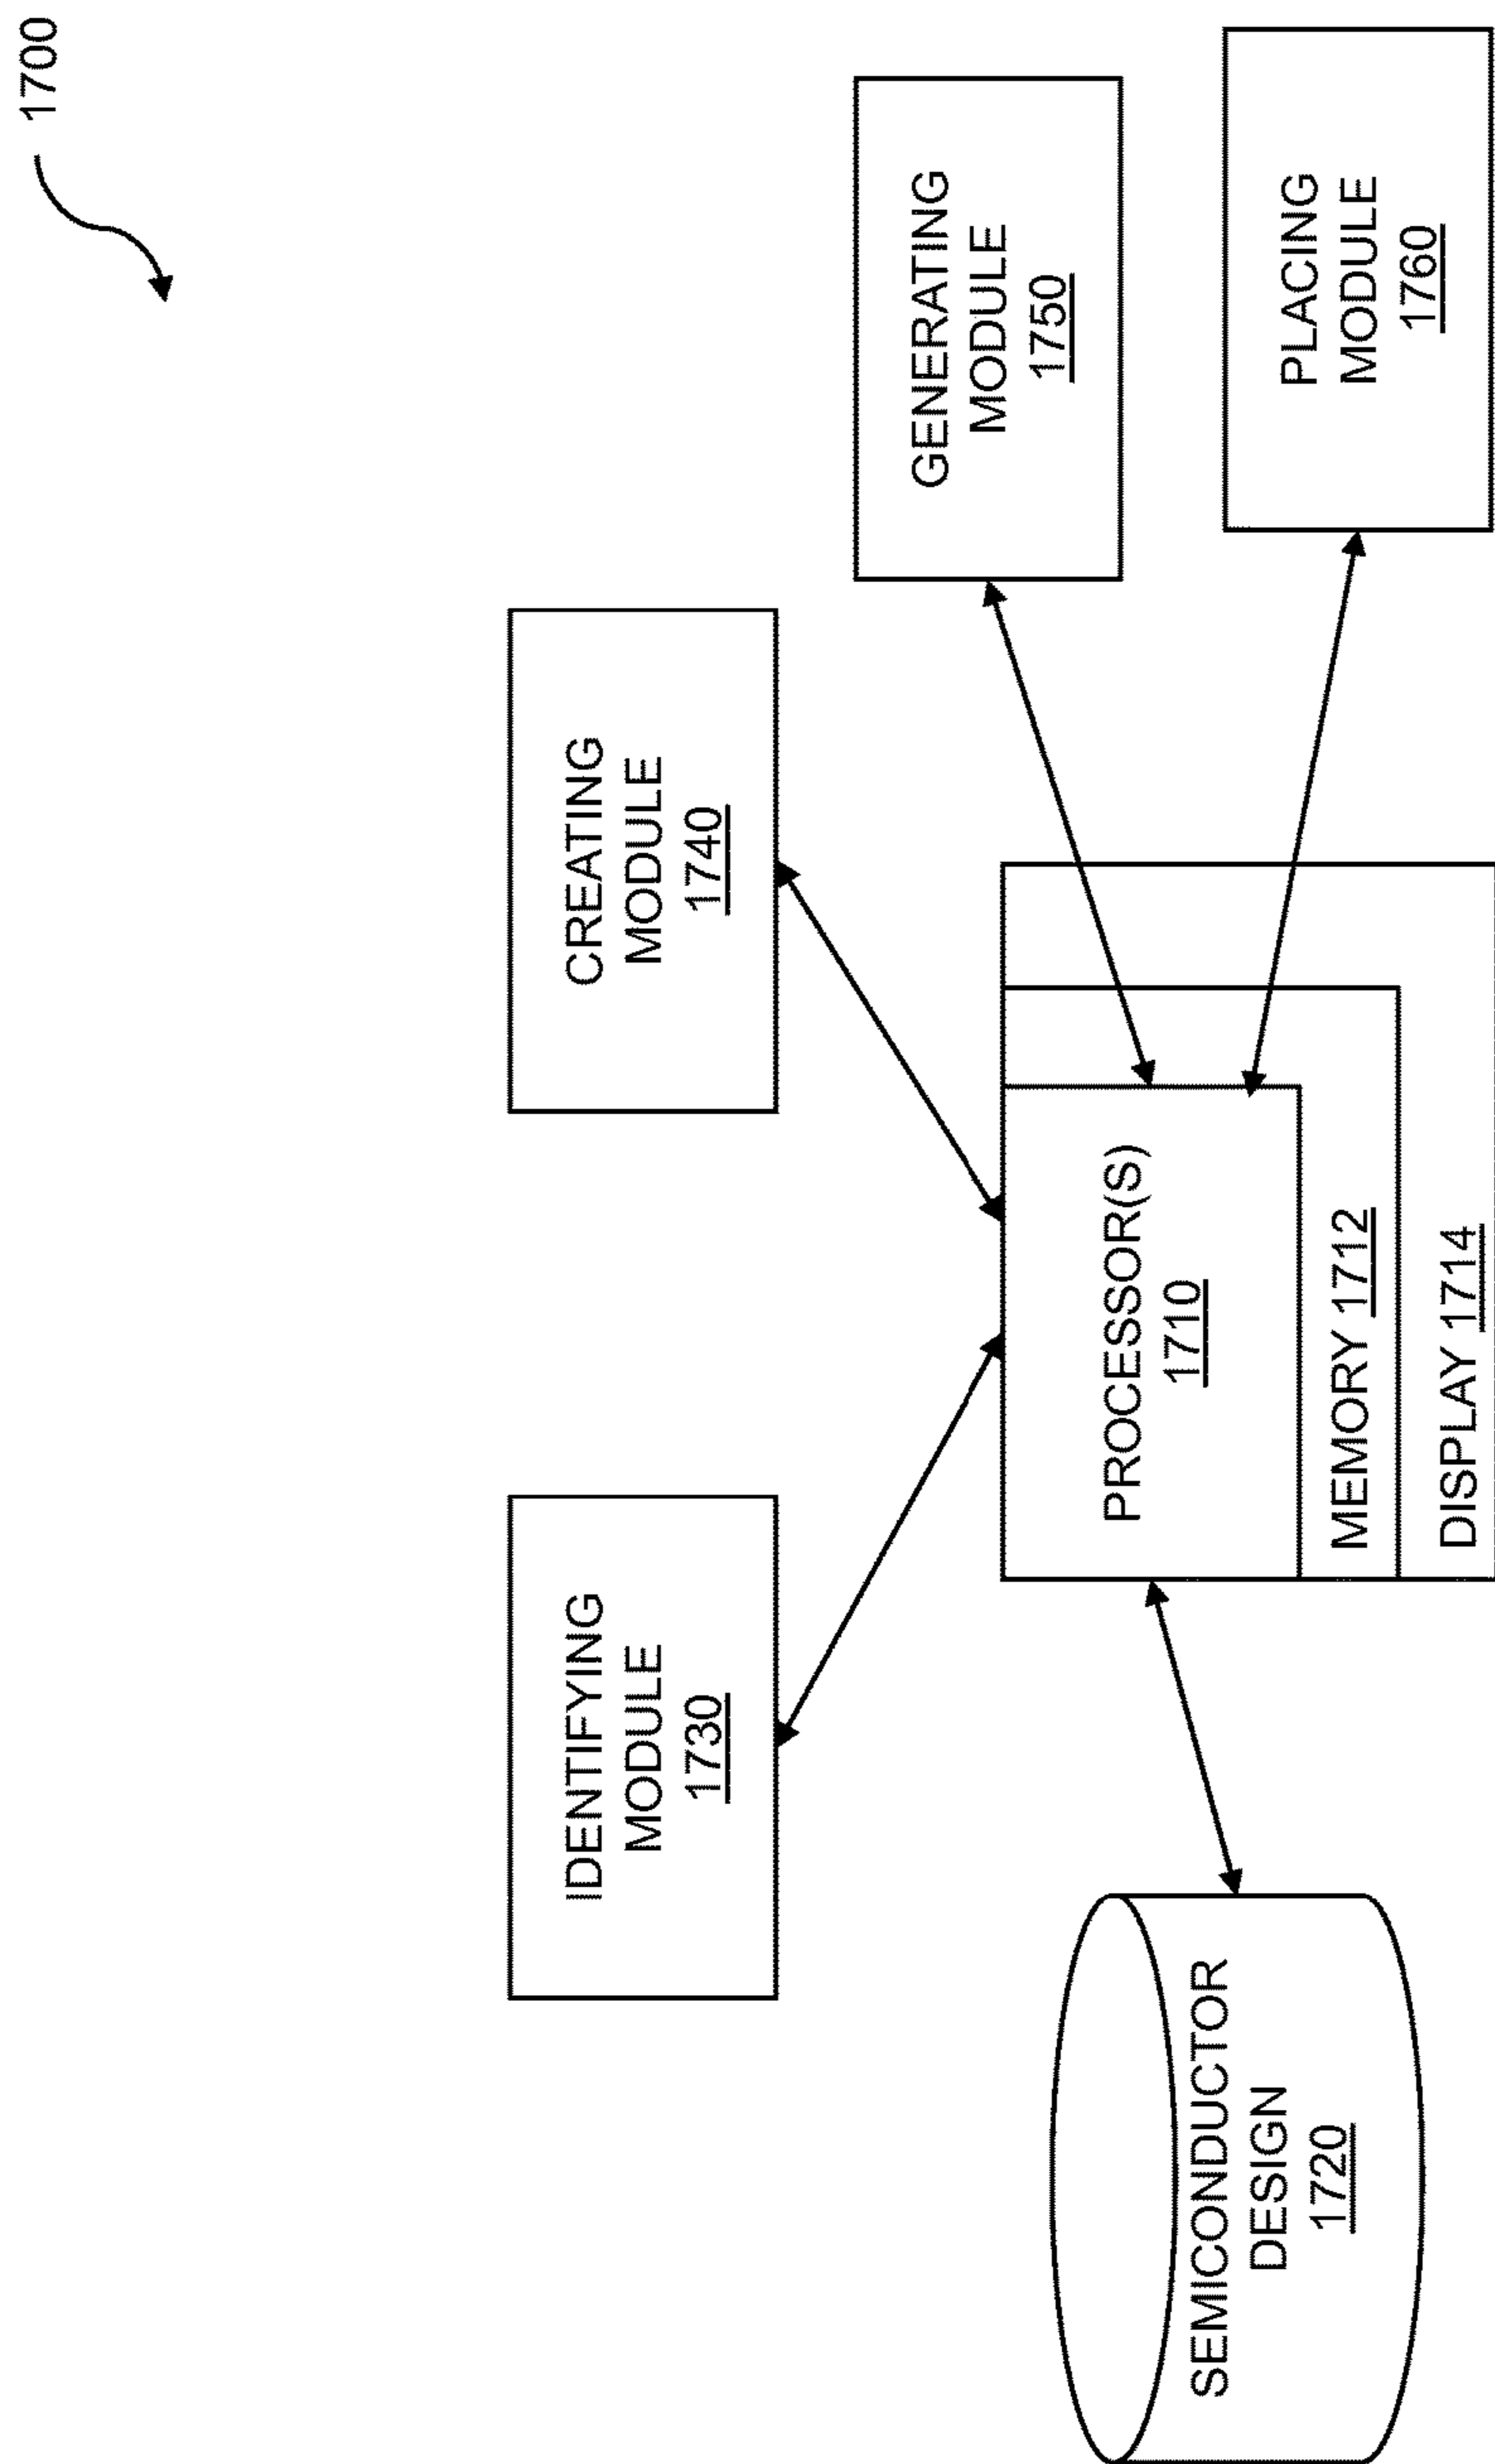 1700
IDENTIFYING
MODULE
1730
CREATING
MODULE
1740
GENERATING
MODULE
1750
PLACING
MODULE
1760
PROCESSOR(S)
1710
MEMORY 1712
DISPLAY 1714
SEMICONDUCTOR
DESIGN
1720